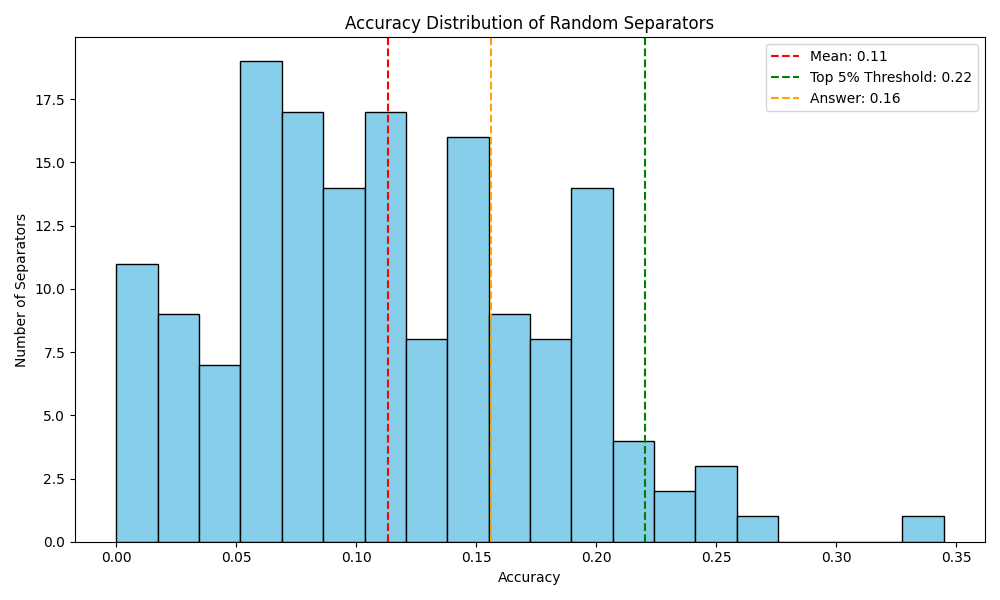 Accuracy Distribution of Random Separators
Mean: 0.11
Top 5% Threshold: 0.22
Answer: 0.16
Number of Separators
17.5
15.0
12.5
10.0
7.5
5.0
2.5
0.0
0.00 0.05 0.10 0.15 0.20 0.25 0.30 0.35
Accuracy